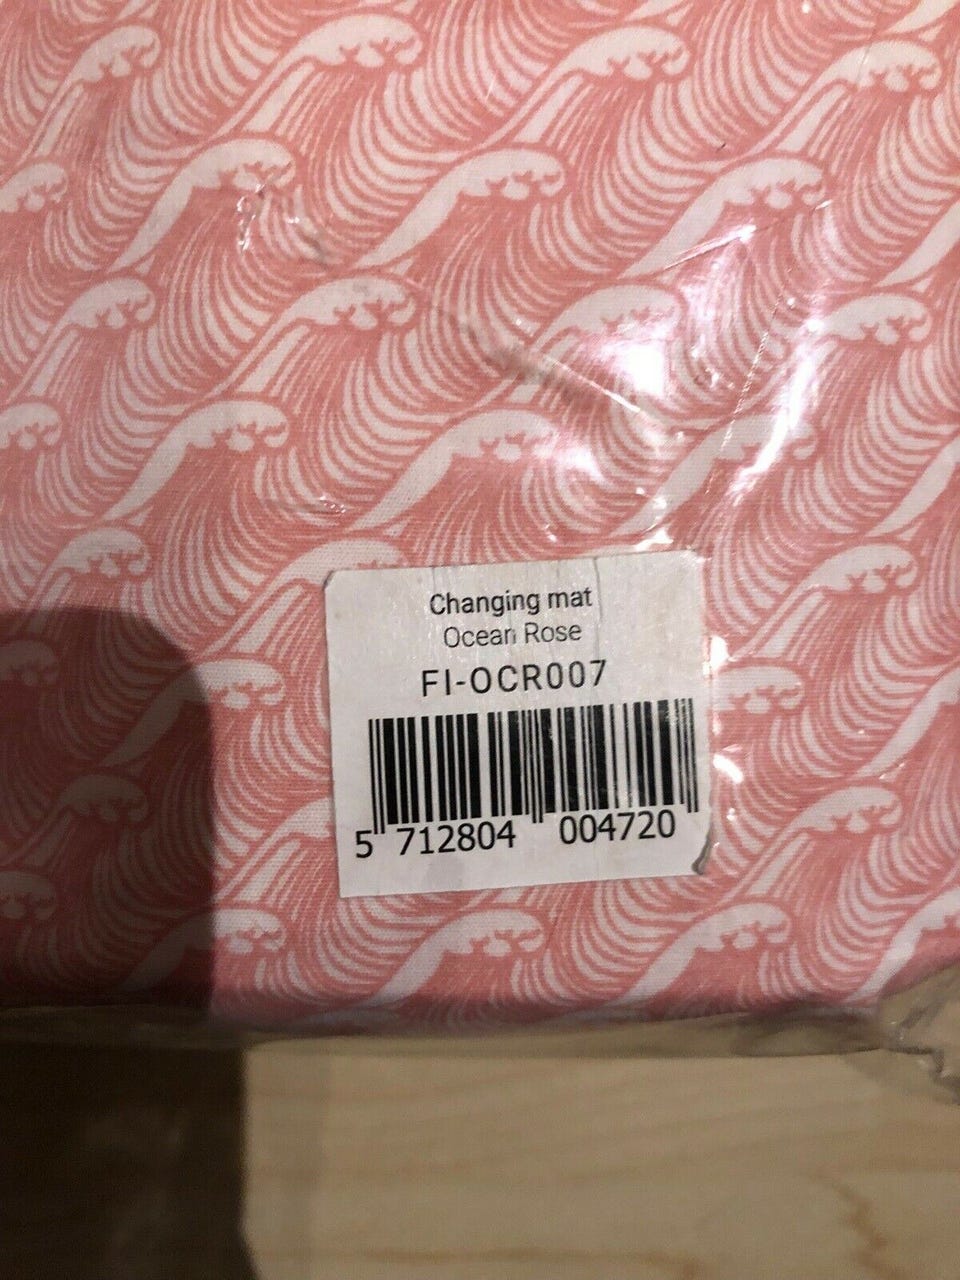 Changing mat
Ocean Rose
FI-OCR007
5 712804 004720